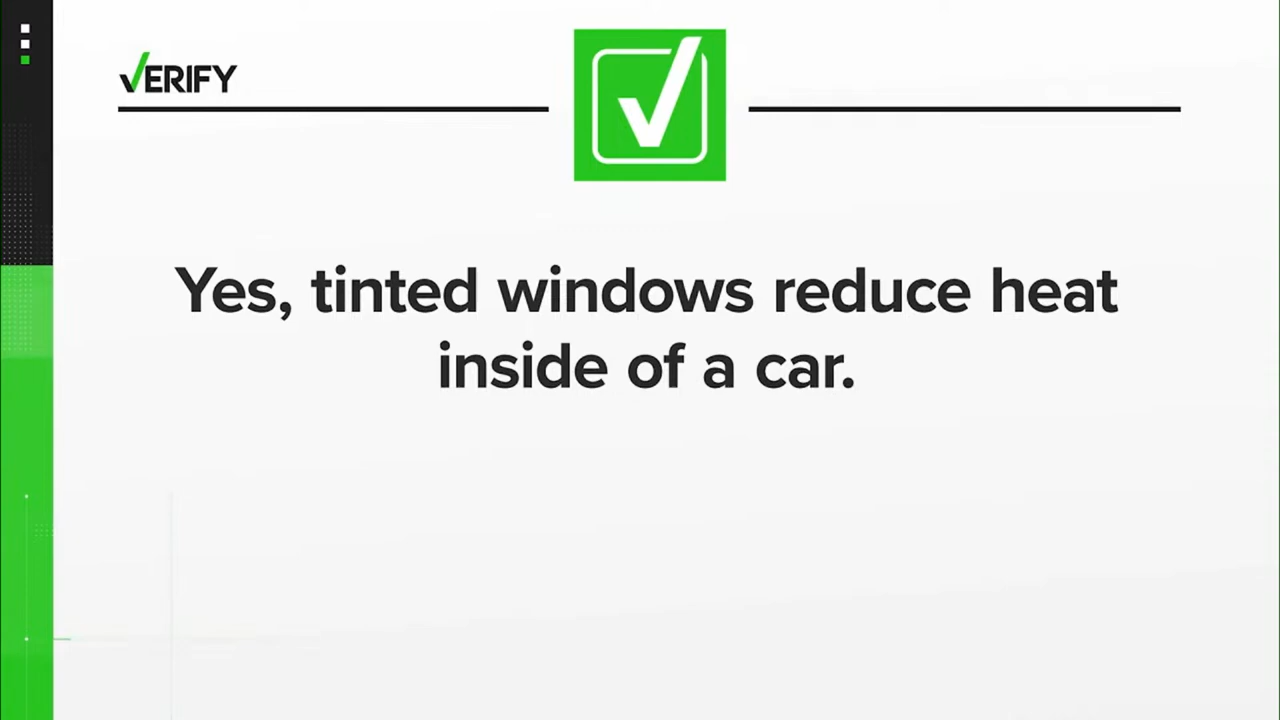 VERIFY
Yes, tinted windows reduce heat
inside of a car.